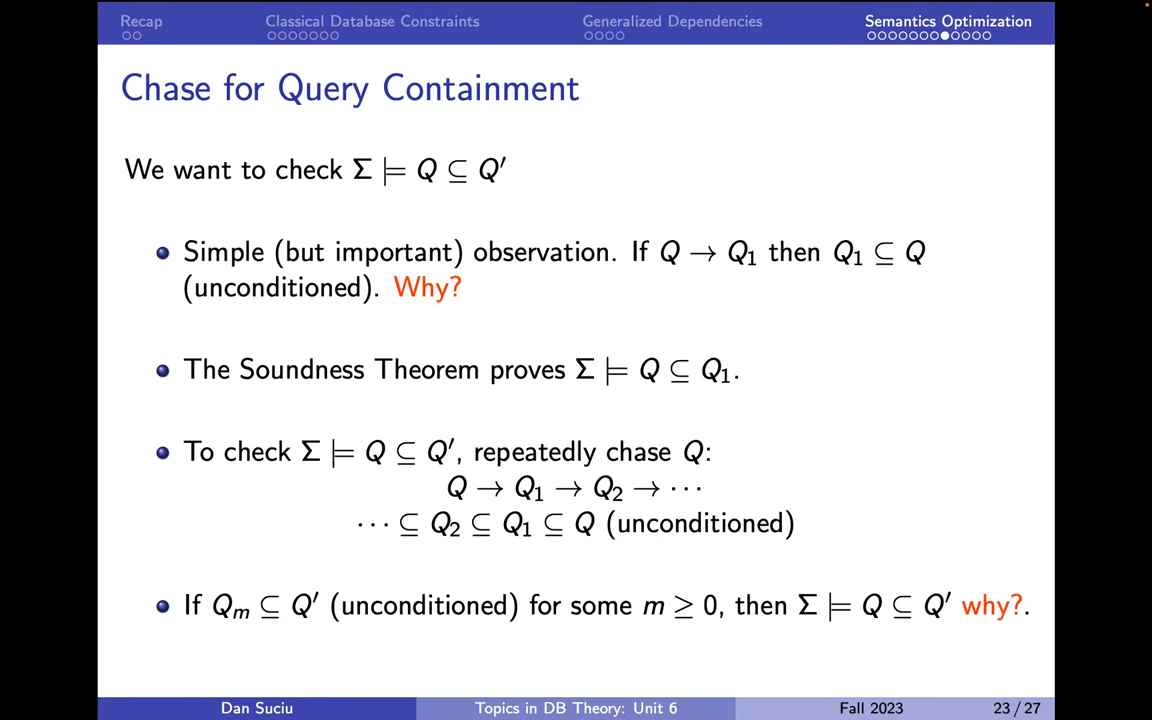 Recap Classical Database Constraints Generalized Dependencies Semantics Optimization
Chase for Query Containment
We want to check Σ ⊨ Q ⊆ Q′
Simple (but important) observation. If Q → Q₁ then Q₁ ⊆ Q
(unconditioned). Why?
The Soundness Theorem proves Σ ⊨ Q ⊆ Q₁.
To check Σ ⊨ Q ⊆ Q′, repeatedly chase Q:
Q → Q₁ → Q₂ → ⋯
⋯ ⊆ Q₂ ⊆ Q₁ ⊆ Q (unconditioned)
If Qₘ ⊆ Q′ (unconditioned) for some m ≥ 0, then Σ ⊨ Q ⊆ Q′ why?.
Dan Suciu Topics in DB Theory: Unit 6 Fall 2023 23 / 27